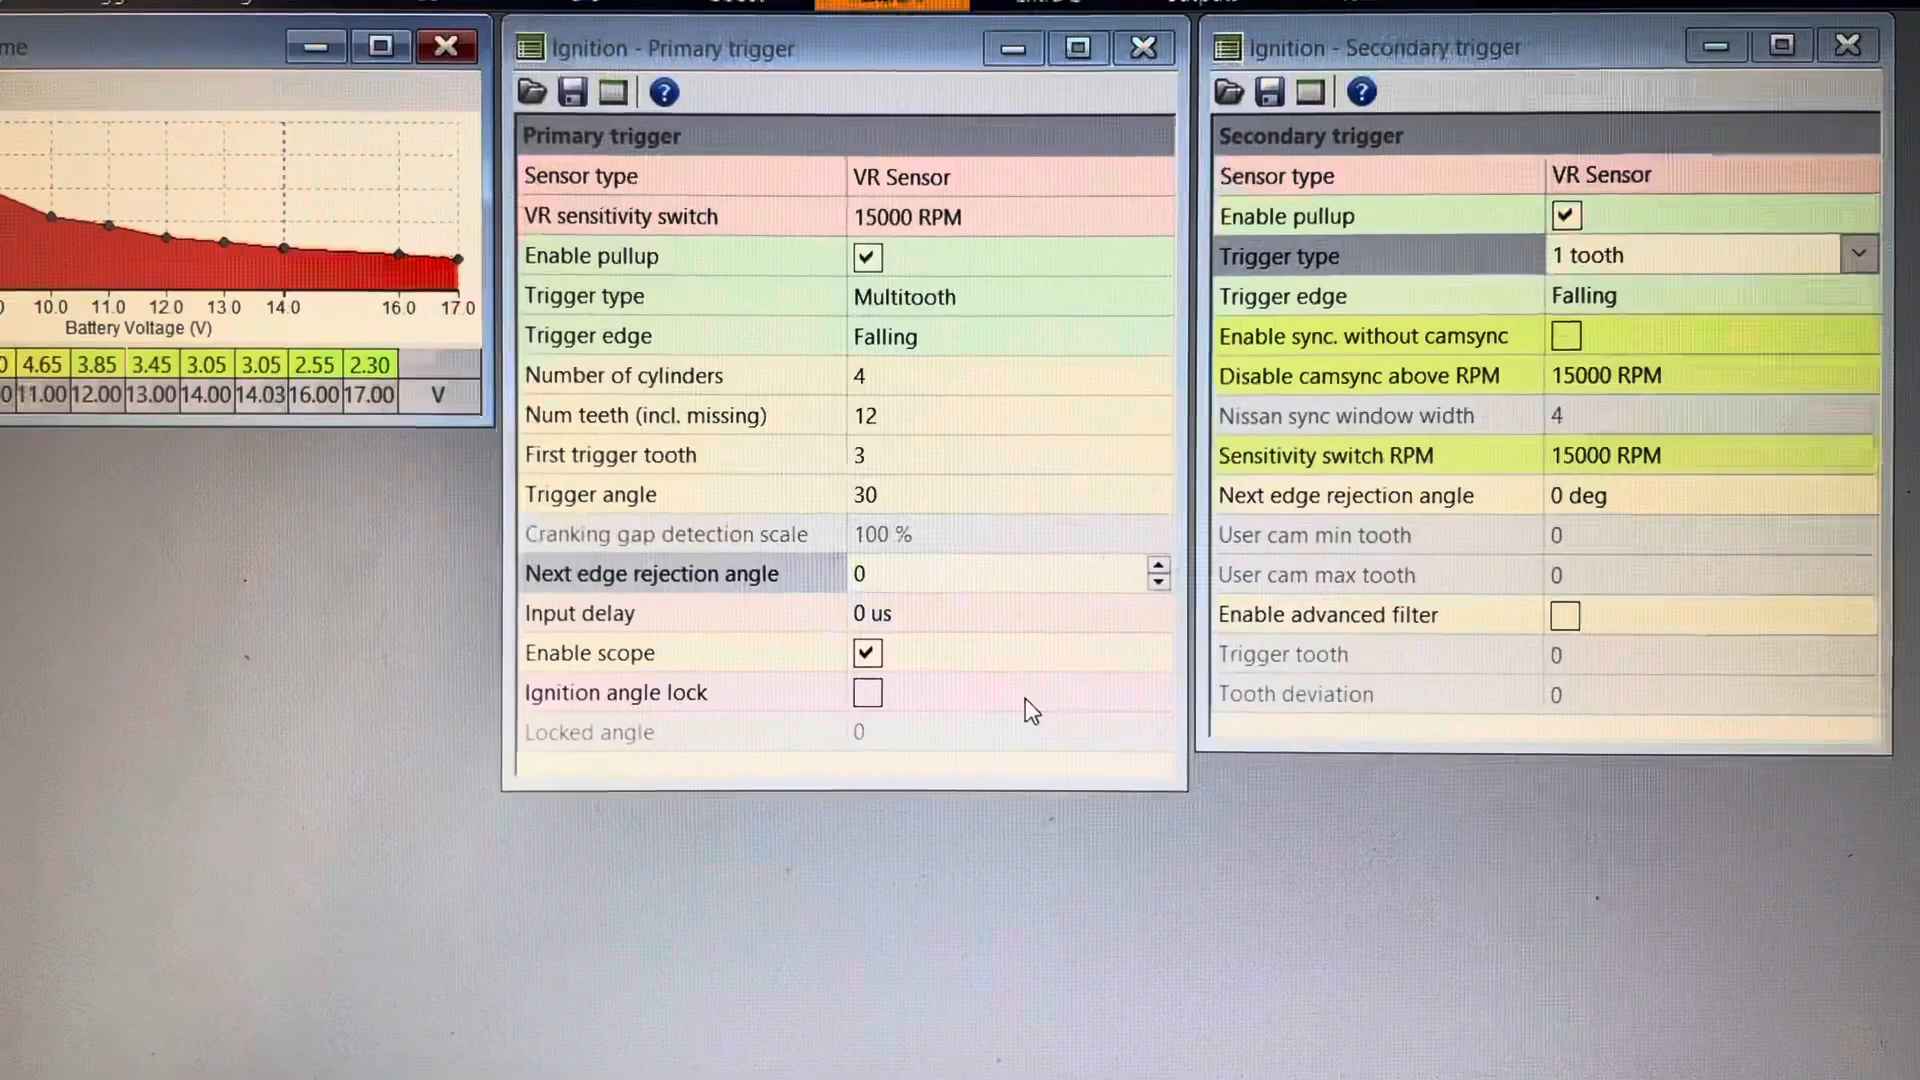 me
10.0 11.0 12.0 13.0 14.0 16.0 17.0
Battery Voltage (V)
4.65 3.85 3.45 3.05 3.05 2.55 2.30
11.00 12.00 13.00 14.00 14.03 16.00 17.00 V
Ignition - Primary trigger
Primary trigger
Sensor type VR Sensor
VR sensitivity switch 15000 RPM
Enable pullup
Trigger type Multitooth
Trigger edge Falling
Number of cylinders 4
Num teeth (incl. missing) 12
First trigger tooth 3
Trigger angle 30
Cranking gap detection scale 100 %
Next edge rejection angle 0
Input delay 0 us
Enable scope
Ignition angle lock
Locked angle 0
Ignition - Secondary trigger
Secondary trigger
Sensor type VR Sensor
Enable pullup
Trigger type 1 tooth
Trigger edge Falling
Enable sync. without camsync
Disable camsync above RPM 15000 RPM
Nissan sync window width 4
Sensitivity switch RPM 15000 RPM
Next edge rejection angle 0 deg
User cam min tooth 0
User cam max tooth 0
Enable advanced filter
Trigger tooth 0
Tooth deviation 0